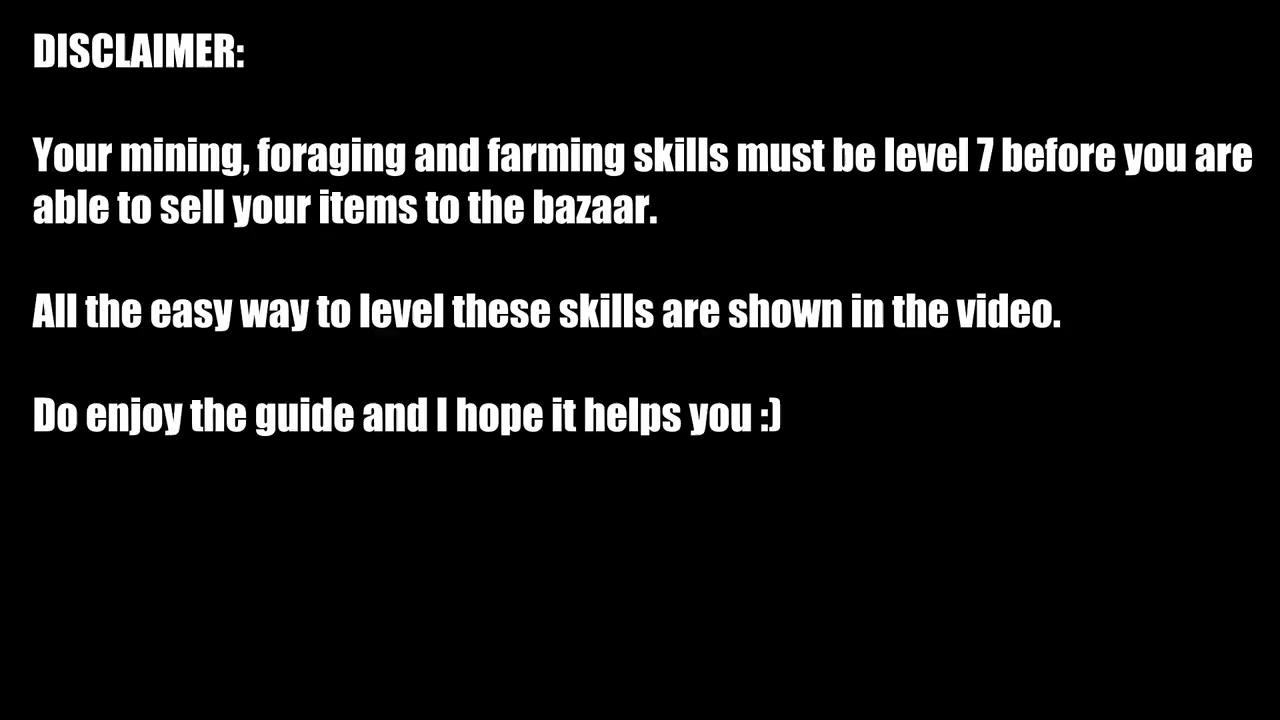 DISCLAIMER:
Your mining, foraging and farming skills must be level 7 before you are
able to sell your items to the bazaar.
All the easy way to level these skills are shown in the video.
Do enjoy the guide and I hope it helps you :)